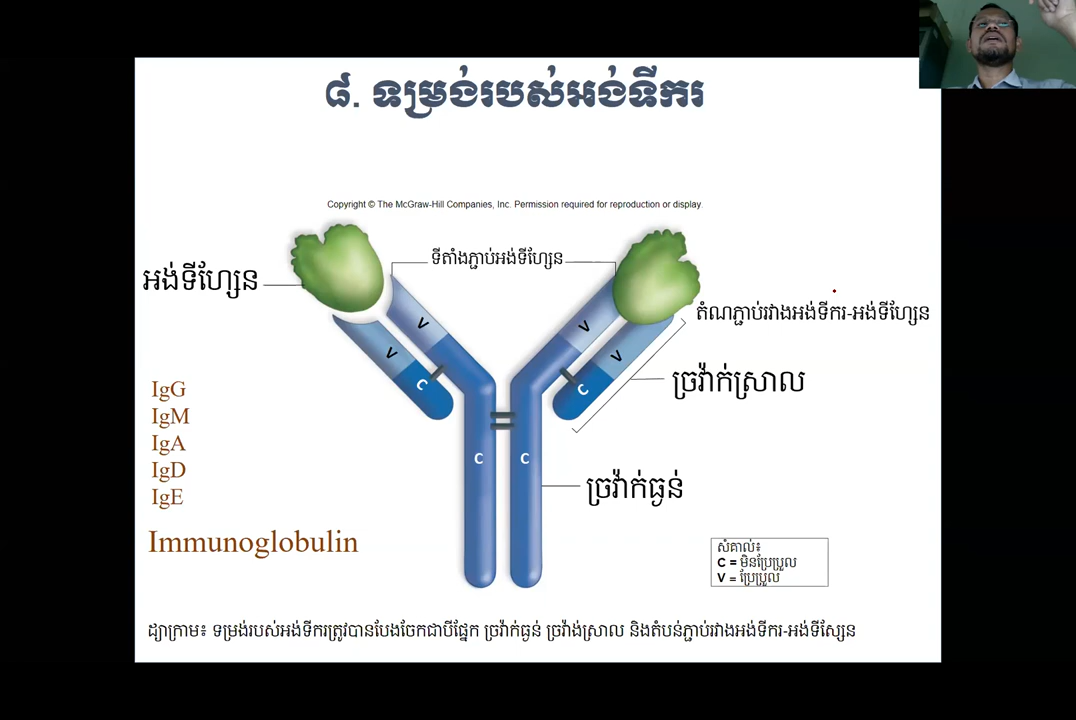 ៨. ទម្រង់របស់អង់ទីករ
Copyright © The McGraw-Hill Companies, Inc. Permission required for reproduction or display.
ទីតាំងភ្ជាប់អង់ទីហ្សែន
អង់ទីហ្សែន
តំណភ្ជាប់រវាងអង់ទីករ-អង់ទីហ្សែន
V
V
V
V
ច្រវ៉ាក់ស្រាល
C
C
IgG
IgM
IgA
IgD
IgE
C
C
ច្រវ៉ាក់ធ្ងន់
Immunoglobulin
សំគាល់៖
C = មិនប្រែប្រួល
V = ប្រែប្រួល
ដ្យាក្រាម៖ ទម្រង់របស់អង់ទីករត្រូវបានបែងចែកជាបីផ្នែក ច្រវ៉ាក់ធ្ងន់ ច្រវ៉ាង់ស្រាល និងតំបន់ភ្ជាប់រវាងអង់ទីករ-អង់ទីស្សែន